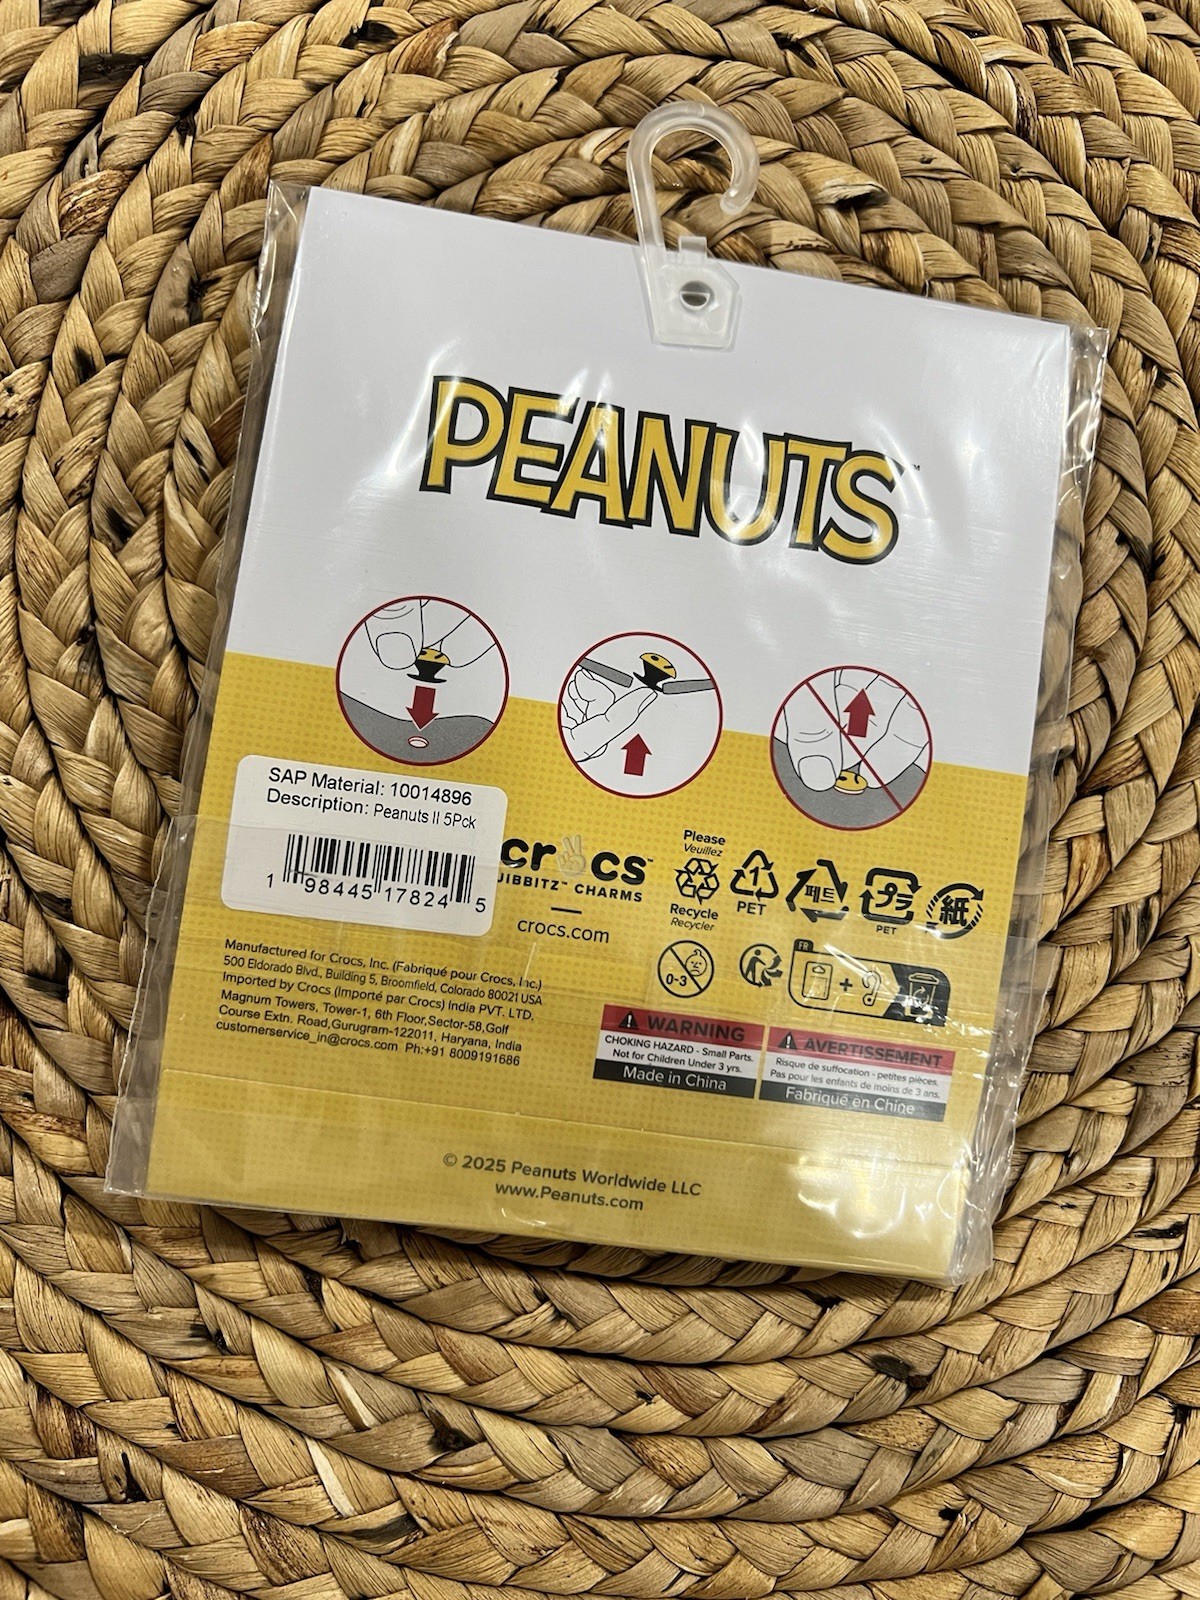 PEANUTS™
SAP Material: 10014896
Description: Peanuts II 5Pck
1 98445 17824 5
crocs™
JIBBITZ™ CHARMS
crocs.com
Please
Veuillez
Recycle
Recycler
1
PET
페트
プラ
PET
紙
0-3
FR
+
Manufactured for Crocs, Inc. (Fabriqué pour Crocs, Inc.)
500 Eldorado Blvd., Building 5, Broomfield, Colorado 80021 USA
Imported by Crocs (Importé par Crocs) India PVT. LTD.
Magnum Towers, Tower-1, 6th Floor,Sector-58,Golf
Course Extn. Road,Gurugram-122011, Haryana, India
customerservice_in@crocs.com Ph:+91 8009191686
WARNING
CHOKING HAZARD - Small Parts.
Not for Children Under 3 yrs.
Made in China
AVERTISSEMENT
Risque de suffocation - petites pièces.
Pas pour les enfants de moins de 3 ans.
Fabriqué en Chine
© 2025 Peanuts Worldwide LLC
www.Peanuts.com